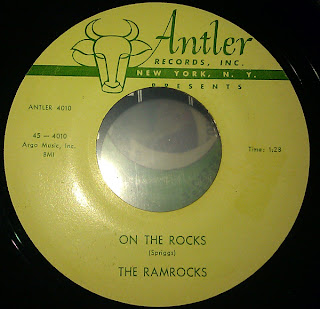 Antler
RECORDS, INC.
NEW YORK, N. Y.
PRESENTS
ANTLER 4010
45 — 4010
Argo Music, Inc.
BMI
Time: 1:28
ON THE ROCKS
(Spriggs)
THE RAMROCKS